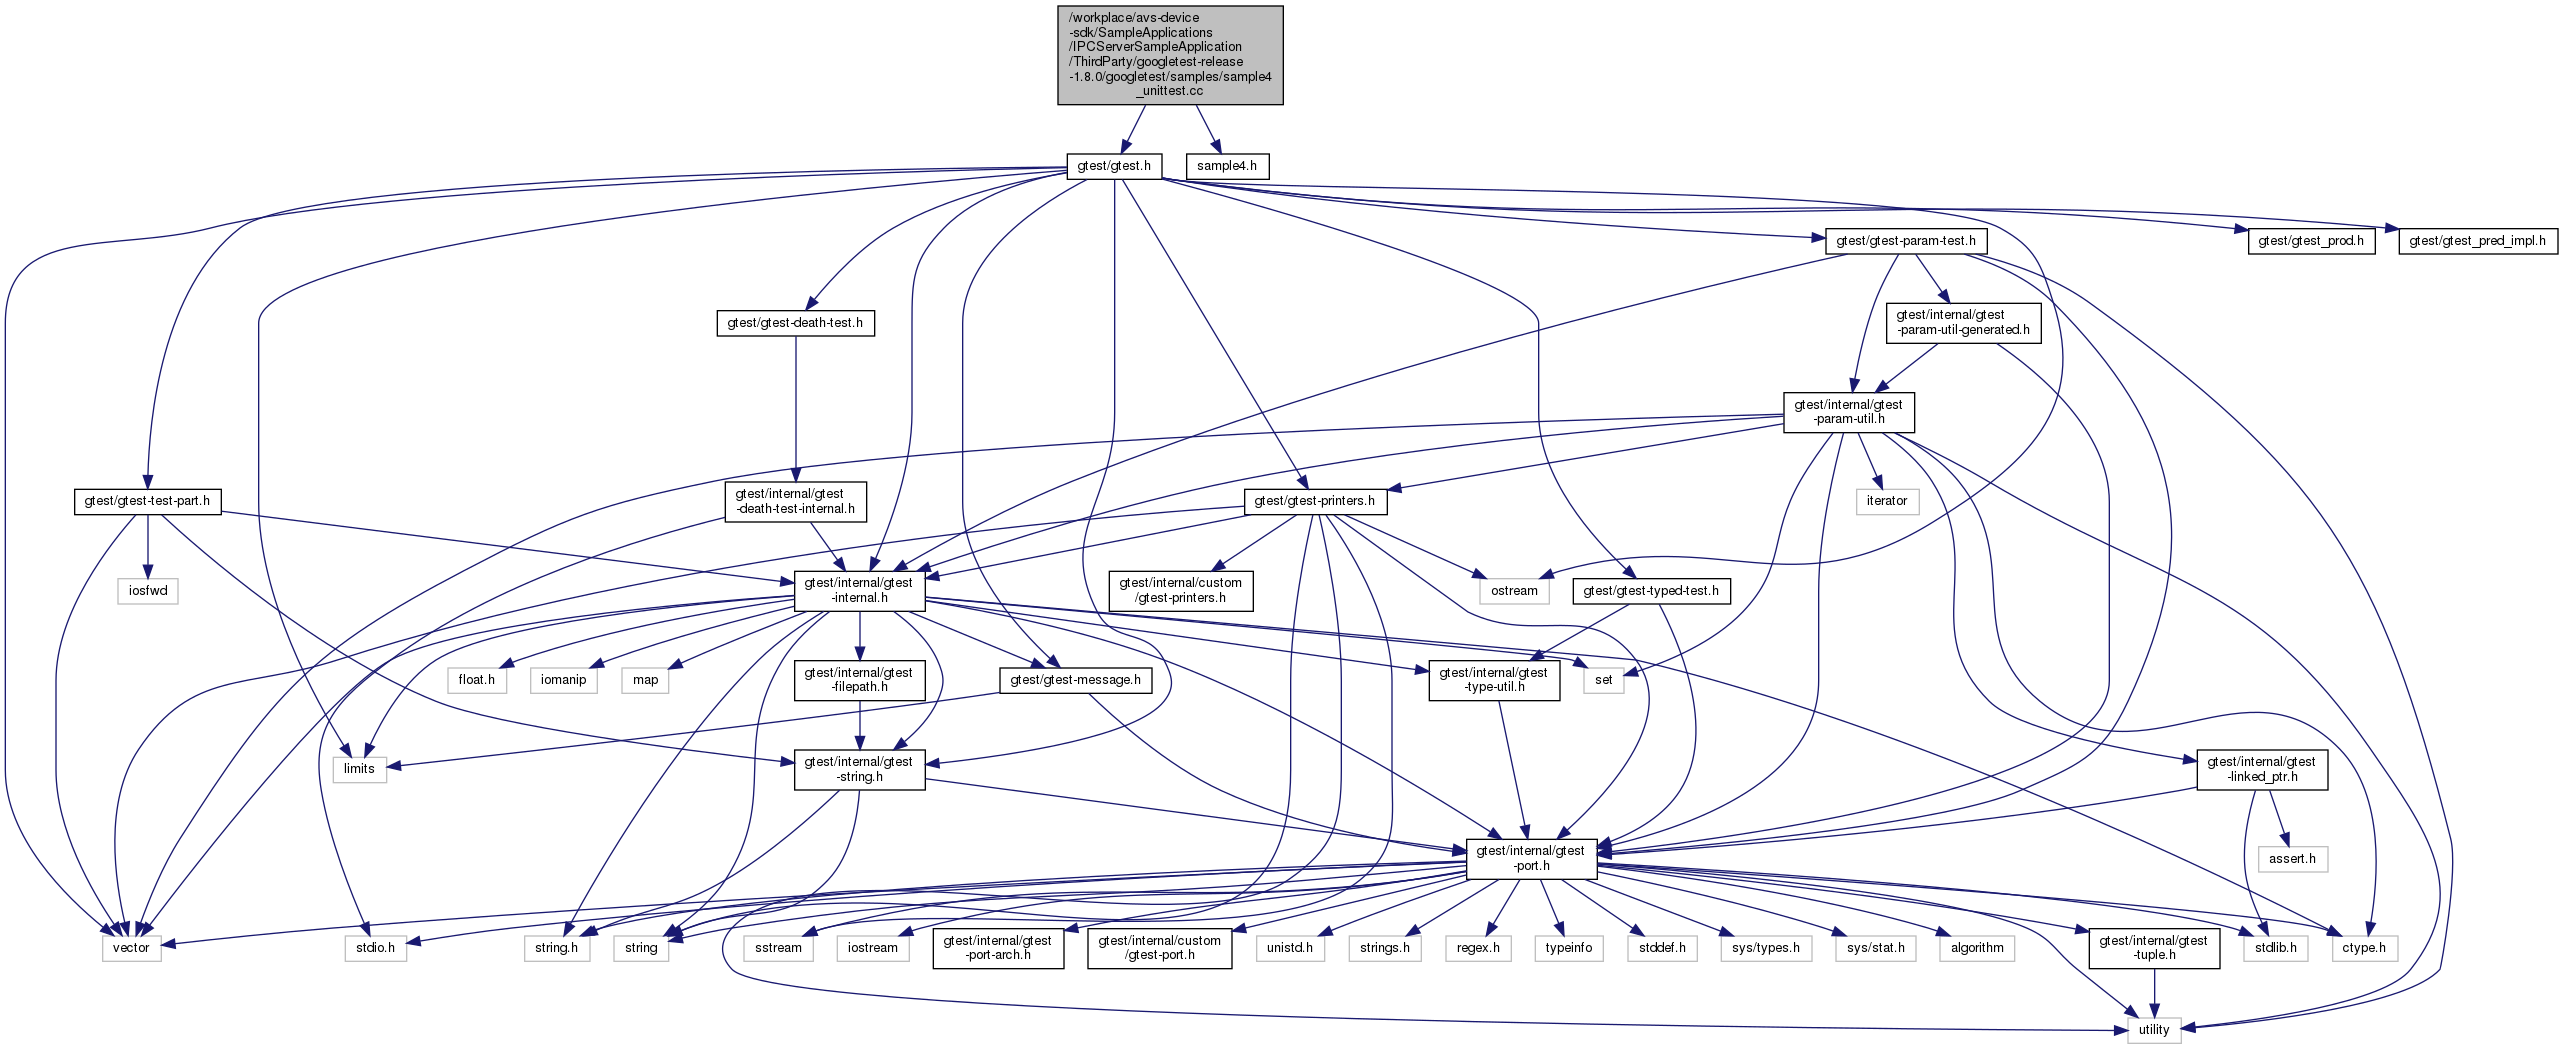 /workplace/avs-device
-sdk/SampleApplications
/IPCServerSampleApplication
/ThirdParty/googletest-release
-1.8.0/googletest/samples/sample4
_unittest.cc
gtest/gtest.h
sample4.h
gtest/gtest-param-test.h
gtest/gtest_prod.h
gtest/gtest_pred_impl.h
gtest/gtest-death-test.h
gtest/internal/gtest
-param-util-generated.h
gtest/internal/gtest
-param-util.h
gtest/gtest-test-part.h
gtest/internal/gtest
-death-test-internal.h
gtest/gtest-printers.h
iterator
iosfwd
gtest/internal/gtest
-internal.h
gtest/internal/custom
/gtest-printers.h
ostream
gtest/gtest-typed-test.h
float.h
iomanip
map
gtest/internal/gtest
-filepath.h
gtest/gtest-message.h
gtest/internal/gtest
-type-util.h
set
limits
gtest/internal/gtest
-string.h
gtest/internal/gtest
-linked_ptr.h
gtest/internal/gtest
-port.h
assert.h
vector
stdio.h
string.h
string
sstream
iostream
gtest/internal/gtest
-port-arch.h
gtest/internal/custom
/gtest-port.h
unistd.h
strings.h
regex.h
typeinfo
stddef.h
sys/types.h
sys/stat.h
algorithm
gtest/internal/gtest
-tuple.h
stdlib.h
ctype.h
utility